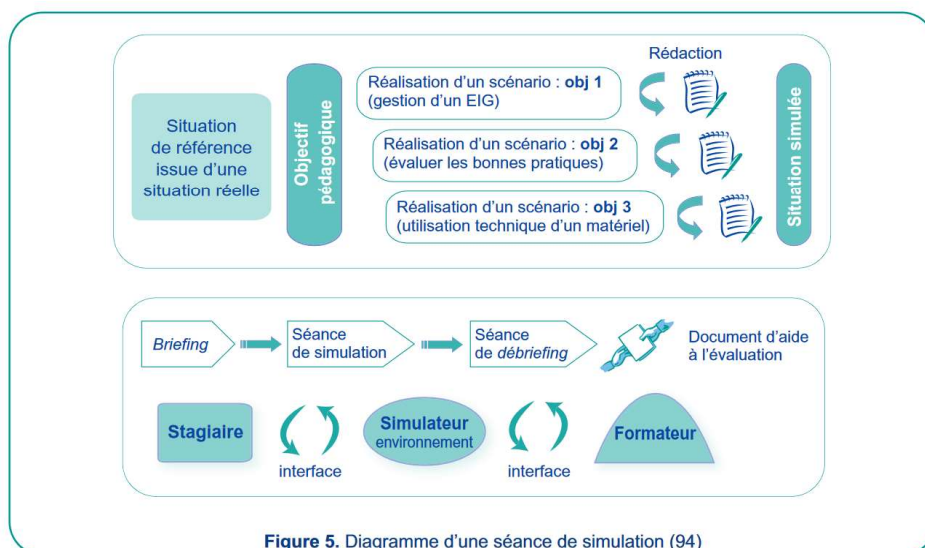 Rédaction
Situation
de référence
issue d'une
situation réelle
Objectif
pédagogique
Réalisation d'un scénario : obj 1
(gestion d'un EIG)
Réalisation d'un scénario : obj 2
(évaluer les bonnes pratiques)
Réalisation d'un scénario : obj 3
(utilisation technique d'un matériel)
Situation simulée
Briefing
Séance
de simulation
Séance
de débriefing
Document d'aide
à l'évaluation
Stagiaire
interface
Simulateur
environnement
interface
Formateur
Figure 5. Diagramme d'une séance de simulation (94)